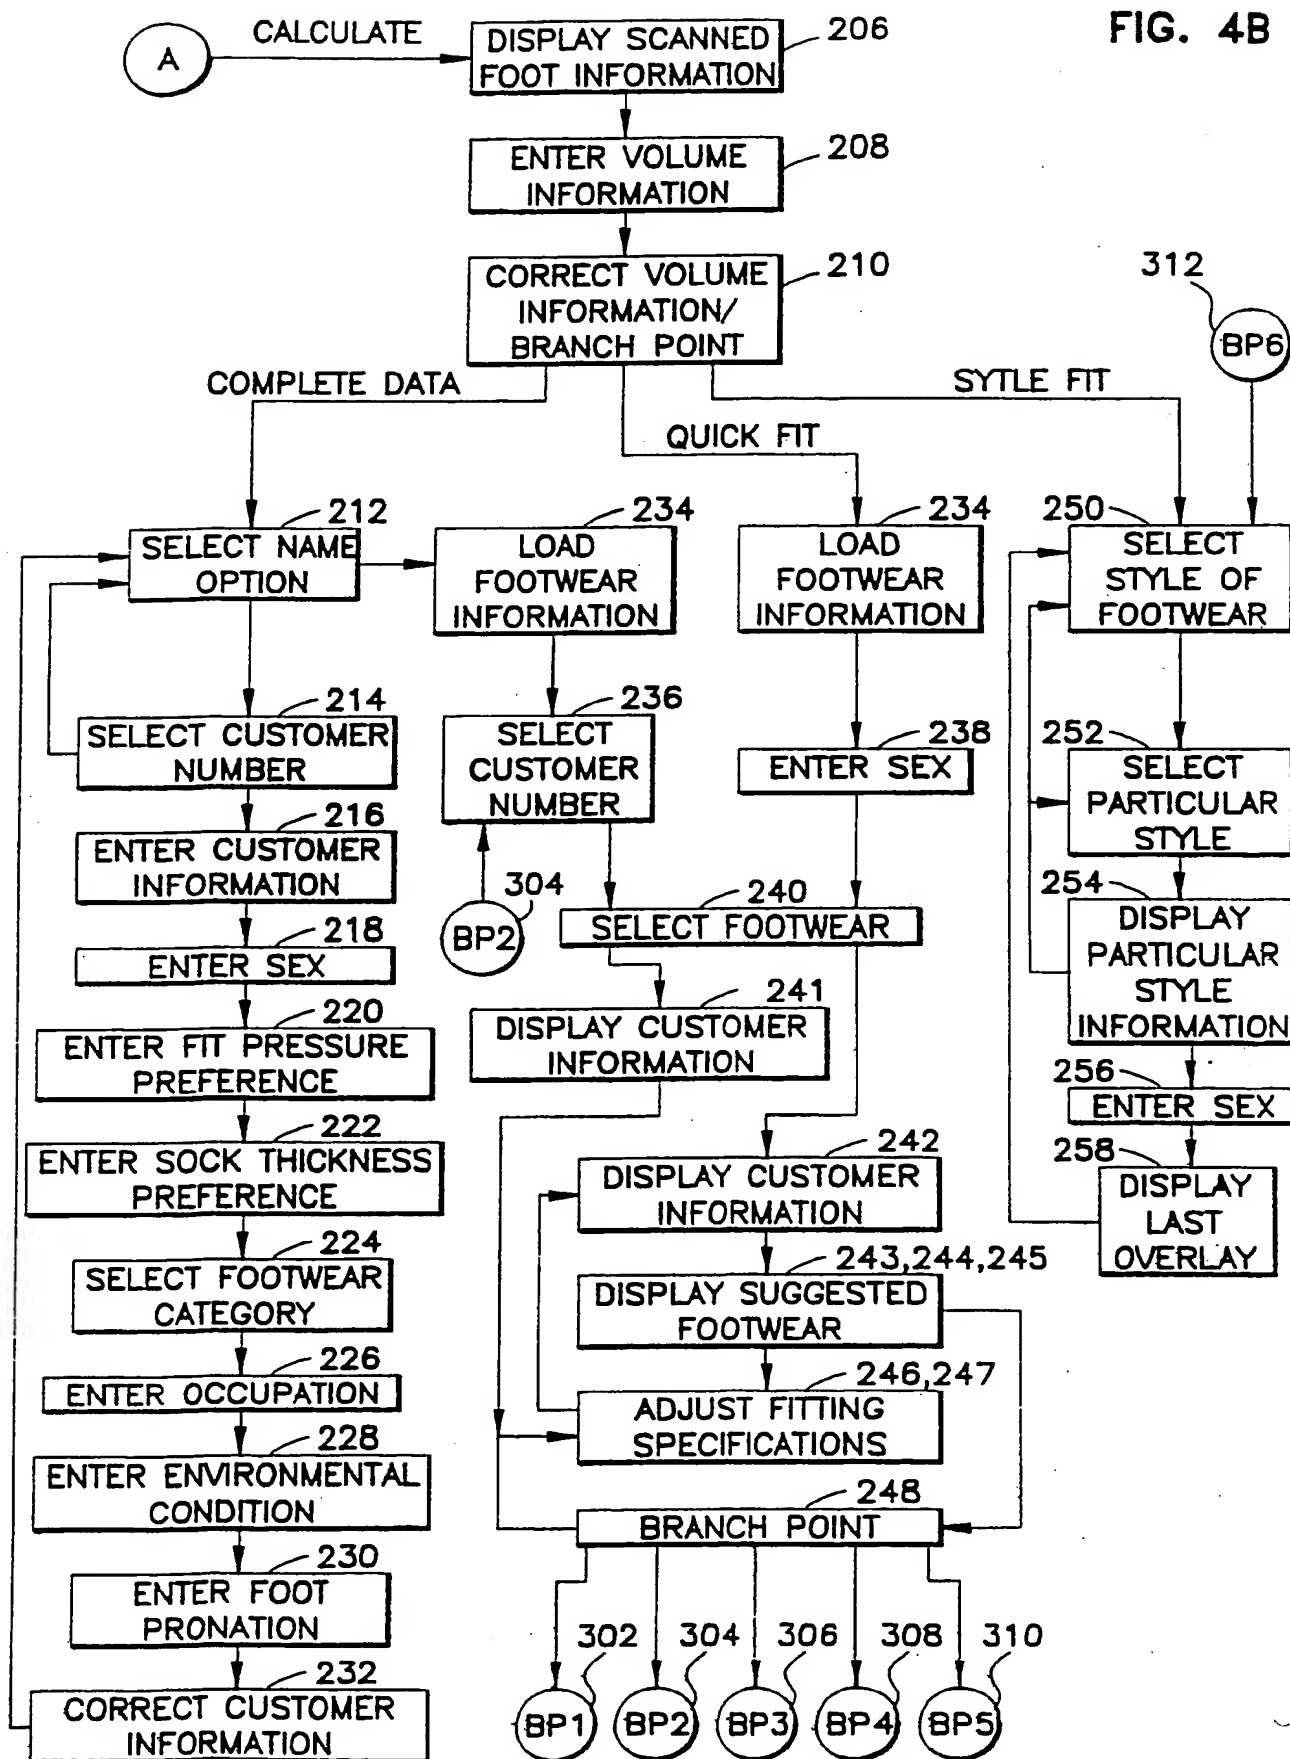 FIG. 4B
A
CALCULATE
DISPLAY SCANNED
FOOT INFORMATION
206
ENTER VOLUME
INFORMATION
208
CORRECT VOLUME
INFORMATION/
BRANCH POINT
210
312
BP6
COMPLETE DATA
QUICK FIT
SYTLE FIT
212
SELECT NAME
OPTION
234
LOAD
FOOTWEAR
INFORMATION
234
LOAD
FOOTWEAR
INFORMATION
250
SELECT
STYLE OF
FOOTWEAR
214
SELECT CUSTOMER
NUMBER
236
SELECT
CUSTOMER
NUMBER
238
ENTER SEX
252
SELECT
PARTICULAR
STYLE
216
ENTER CUSTOMER
INFORMATION
304
BP2
240
SELECT FOOTWEAR
254
DISPLAY
PARTICULAR
STYLE
INFORMATION
218
ENTER SEX
241
DISPLAY CUSTOMER
INFORMATION
220
ENTER FIT PRESSURE
PREFERENCE
256
ENTER SEX
222
ENTER SOCK THICKNESS
PREFERENCE
242
DISPLAY CUSTOMER
INFORMATION
258
DISPLAY
LAST
OVERLAY
224
SELECT FOOTWEAR
CATEGORY
243,244,245
DISPLAY SUGGESTED
FOOTWEAR
226
ENTER OCCUPATION
246,247
ADJUST FITTING
SPECIFICATIONS
228
ENTER ENVIRONMENTAL
CONDITION
248
BRANCH POINT
230
ENTER FOOT
PRONATION
232
CORRECT CUSTOMER
INFORMATION
302
304
306
308
310
BP1
BP2
BP3
BP4
BP5